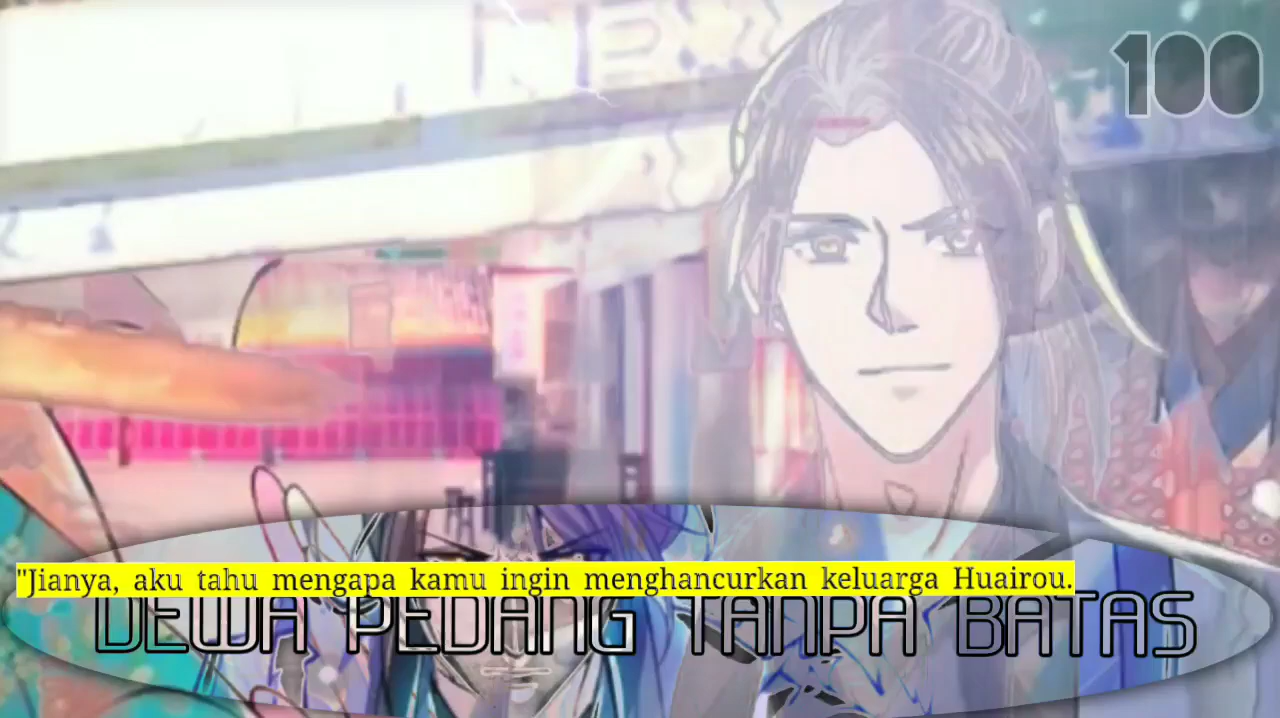 100
"Jianya, aku tahu mengapa kamu ingin menghancurkan keluarga Huairou.
DEWA PEDANG TANPA BATAS